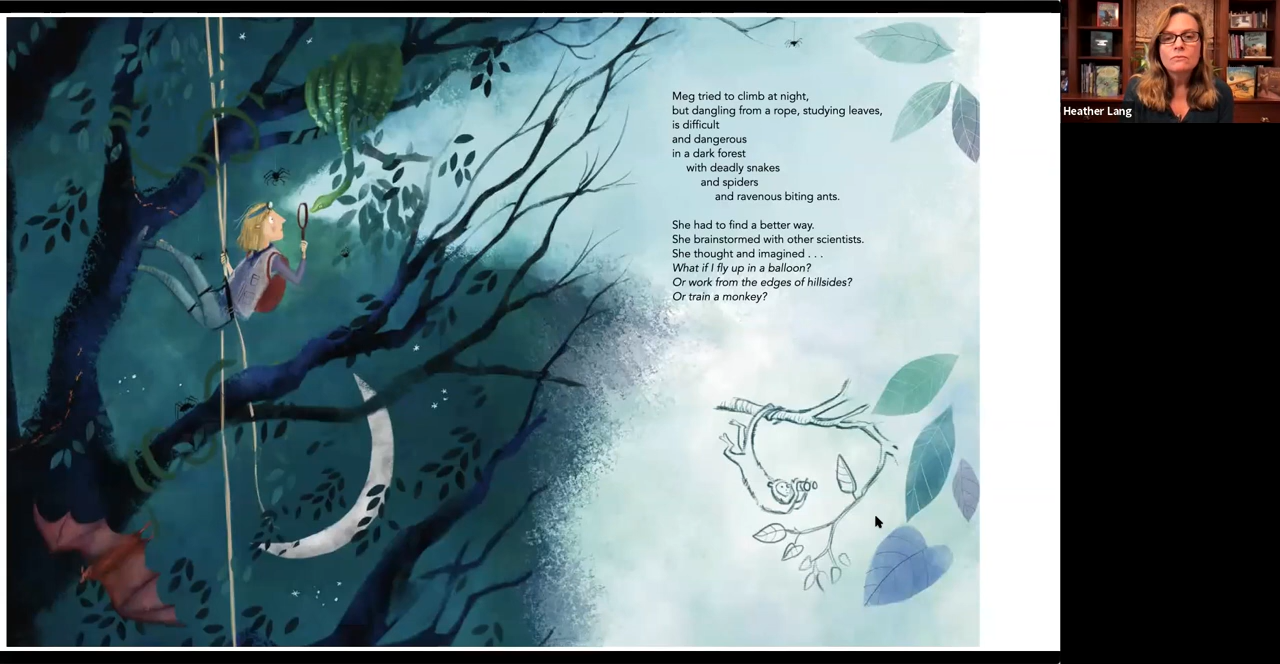 Meg tried to climb at night,
but dangling from a rope, studying leaves,
is difficult
and dangerous
in a dark forest
with deadly snakes
and spiders
and ravenous biting ants.
She had to find a better way.
She brainstormed with other scientists.
She thought and imagined . . .
What if I fly up in a balloon?
Or work from the edges of hillsides?
Or train a monkey?
Heather Lang